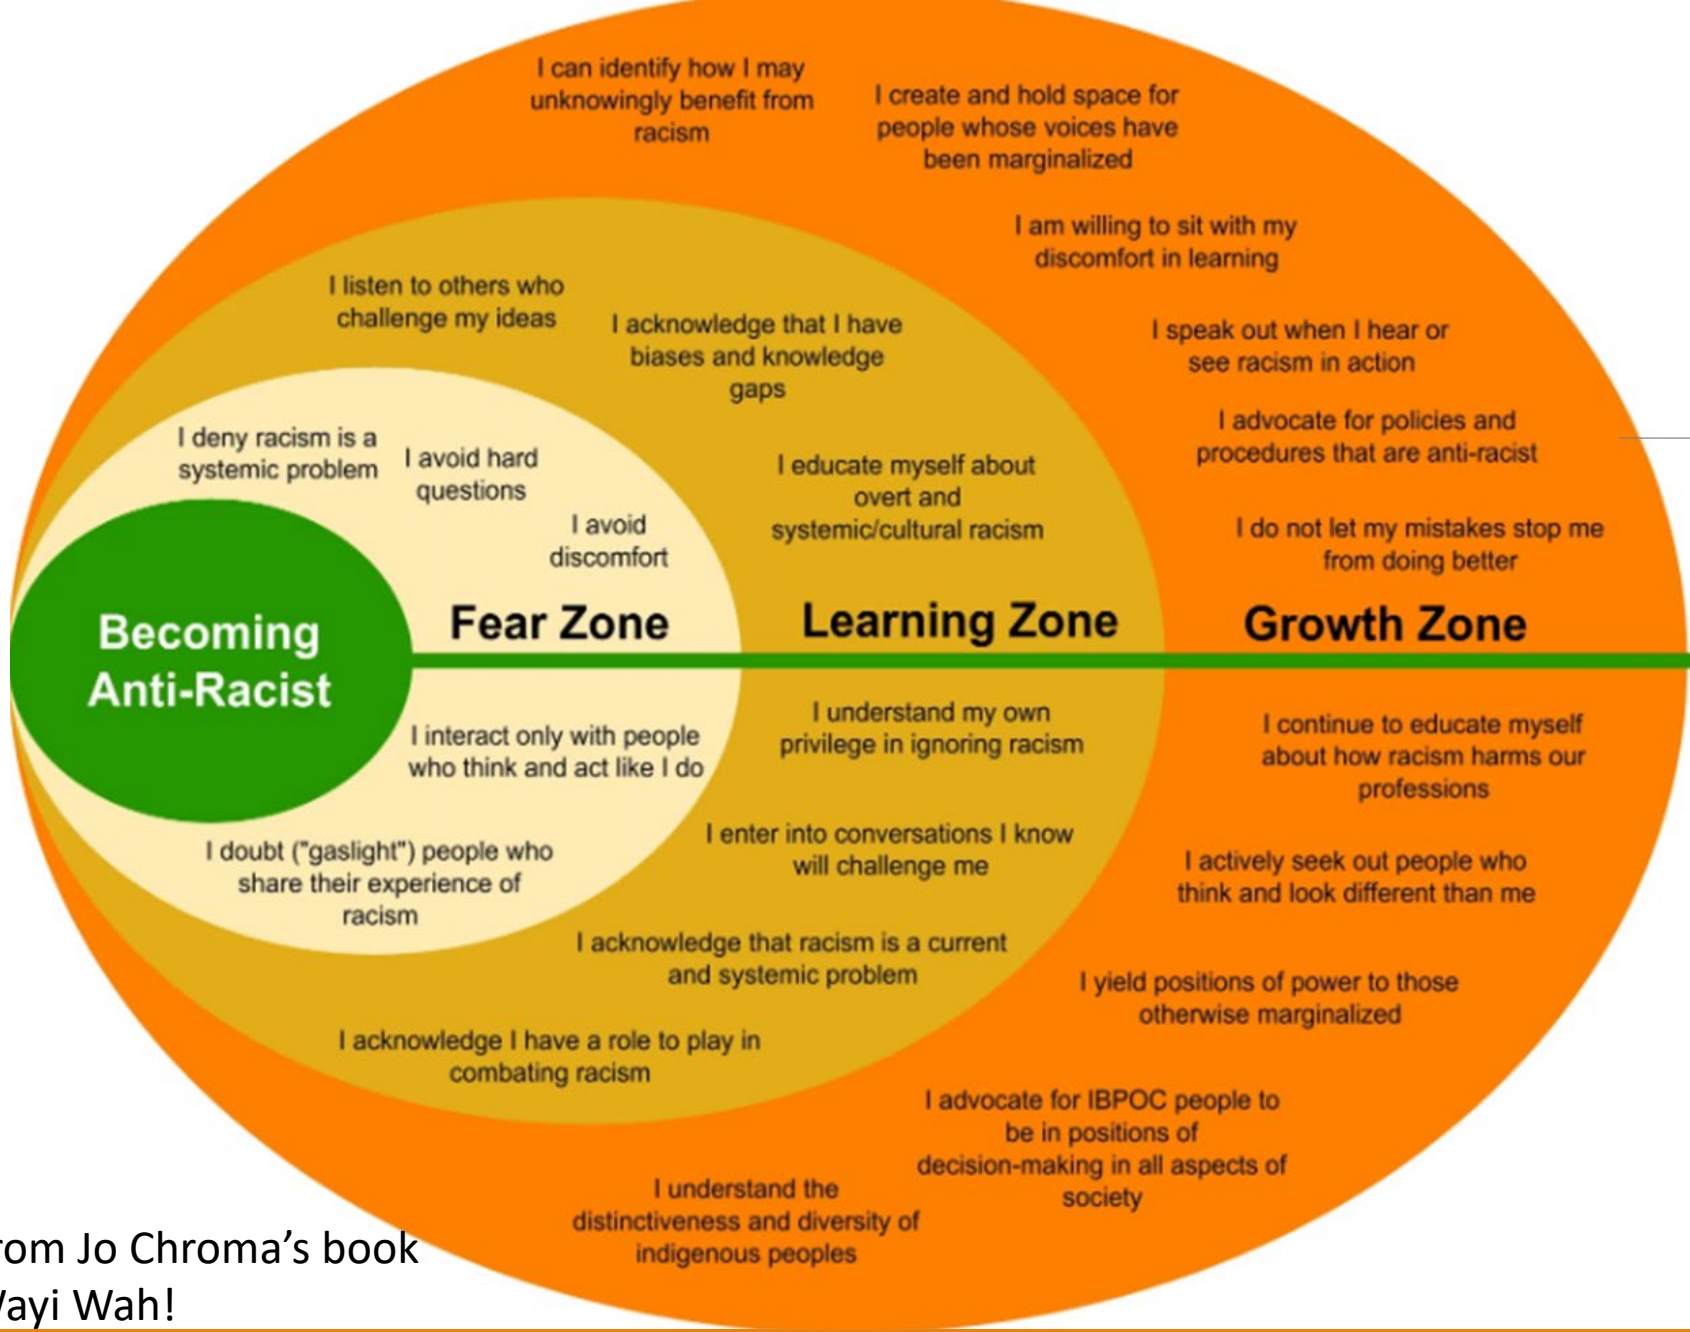 I can identify how I may
unknowingly benefit from
racism
I create and hold space for
people whose voices have
been marginalized
I am willing to sit with my
discomfort in learning
I listen to others who
challenge my ideas
I acknowledge that I have
biases and knowledge
gaps
I speak out when I hear or
see racism in action
I deny racism is a
systemic problem
I avoid hard
questions
I avoid
discomfort
I educate myself about
overt and
systemic/cultural racism
I advocate for policies and
procedures that are anti-racist
I do not let my mistakes stop me
from doing better
Becoming
Anti-Racist
Fear Zone
Learning Zone
Growth Zone
I interact only with people
who think and act like I do
I understand my own
privilege in ignoring racism
I continue to educate myself
about how racism harms our
professions
I doubt ("gaslight") people who
share their experience of
racism
I enter into conversations I know
will challenge me
I actively seek out people who
think and look different than me
I acknowledge that racism is a current
and systemic problem
I yield positions of power to those
otherwise marginalized
I acknowledge I have a role to play in
combating racism
I advocate for IBPOC people to
be in positions of
decision-making in all aspects of
society
I understand the
distinctiveness and diversity of
indigenous peoples
rom Jo Chroma's book
ayi Wah!